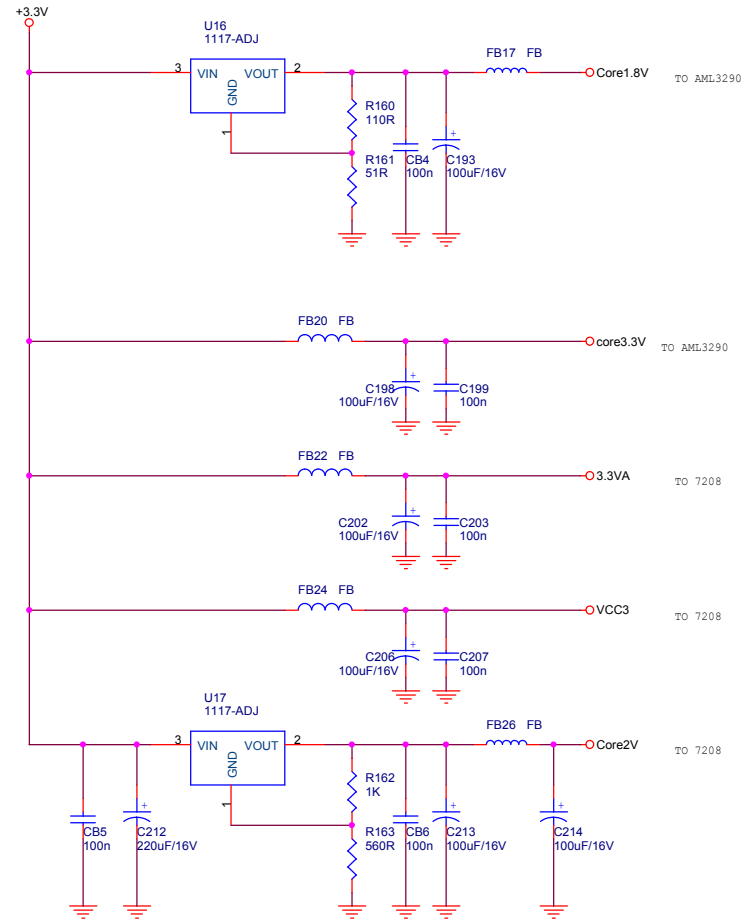 +3.3V
U16
1117-ADJ
3 VIN VOUT 2
GND
1
FB17 FB
Core1.8V
TO AML3290
R160
110R
R161
51R
CB4
100n
C193
100uF/16V
+
FB20 FB
core3.3V
TO AML3290
C198
100uF/16V
+
C199
100n
FB22 FB
3.3VA
TO 7208
C202
100uF/16V
+
C203
100n
FB24 FB
VCC3
TO 7208
C206
100uF/16V
+
C207
100n
U17
1117-ADJ
3 VIN VOUT 2
GND
1
FB26 FB
Core2V
TO 7208
CB5
100n
C212
220uF/16V
+
R162
1K
R163
560R
CB6
100n
C213
100uF/16V
+
C214
100uF/16V
+